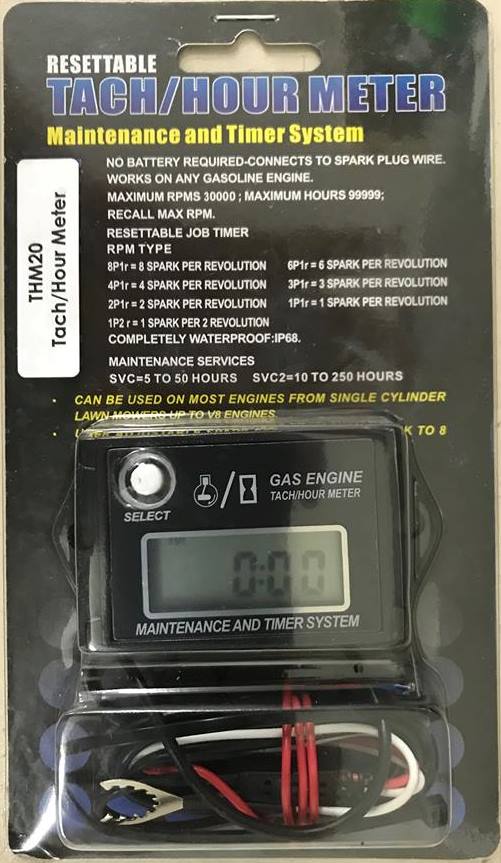 RESETTABLE
TACH/HOUR METER
Maintenance and Timer System
NO BATTERY REQUIRED-CONNECTS TO SPARK PLUG WIRE.
WORKS ON ANY GASOLINE ENGINE.
MAXIMUM RPMS 30000 ; MAXIMUM HOURS 99999;
RECALL MAX RPM.
RESETTABLE JOB TIMER
RPM TYPE
8P1r = 8 SPARK PER REVOLUTION 6P1r = 6 SPARK PER REVOLUTION
4P1r = 4 SPARK PER REVOLUTION 3P1r = 3 SPARK PER REVOLUTION
2P1r = 2 SPARK PER REVOLUTION 1P1r = 1 SPARK PER REVOLUTION
1P2 r = 1 SPARK PER 2 REVOLUTION
COMPLETELY WATERPROOF:IP68.
MAINTENANCE SERVICES
SVC=5 TO 50 HOURS SVC2=10 TO 250 HOURS
THM20
Tach/Hour Meter
• CAN BE USED ON MOST ENGINES FROM SINGLE CYLINDER
LAWN MOWERS UP TO V8 ENGINES.
TO 8
SELECT
GAS ENGINE
TACH/HOUR METER
0:00
MAINTENANCE AND TIMER SYSTEM